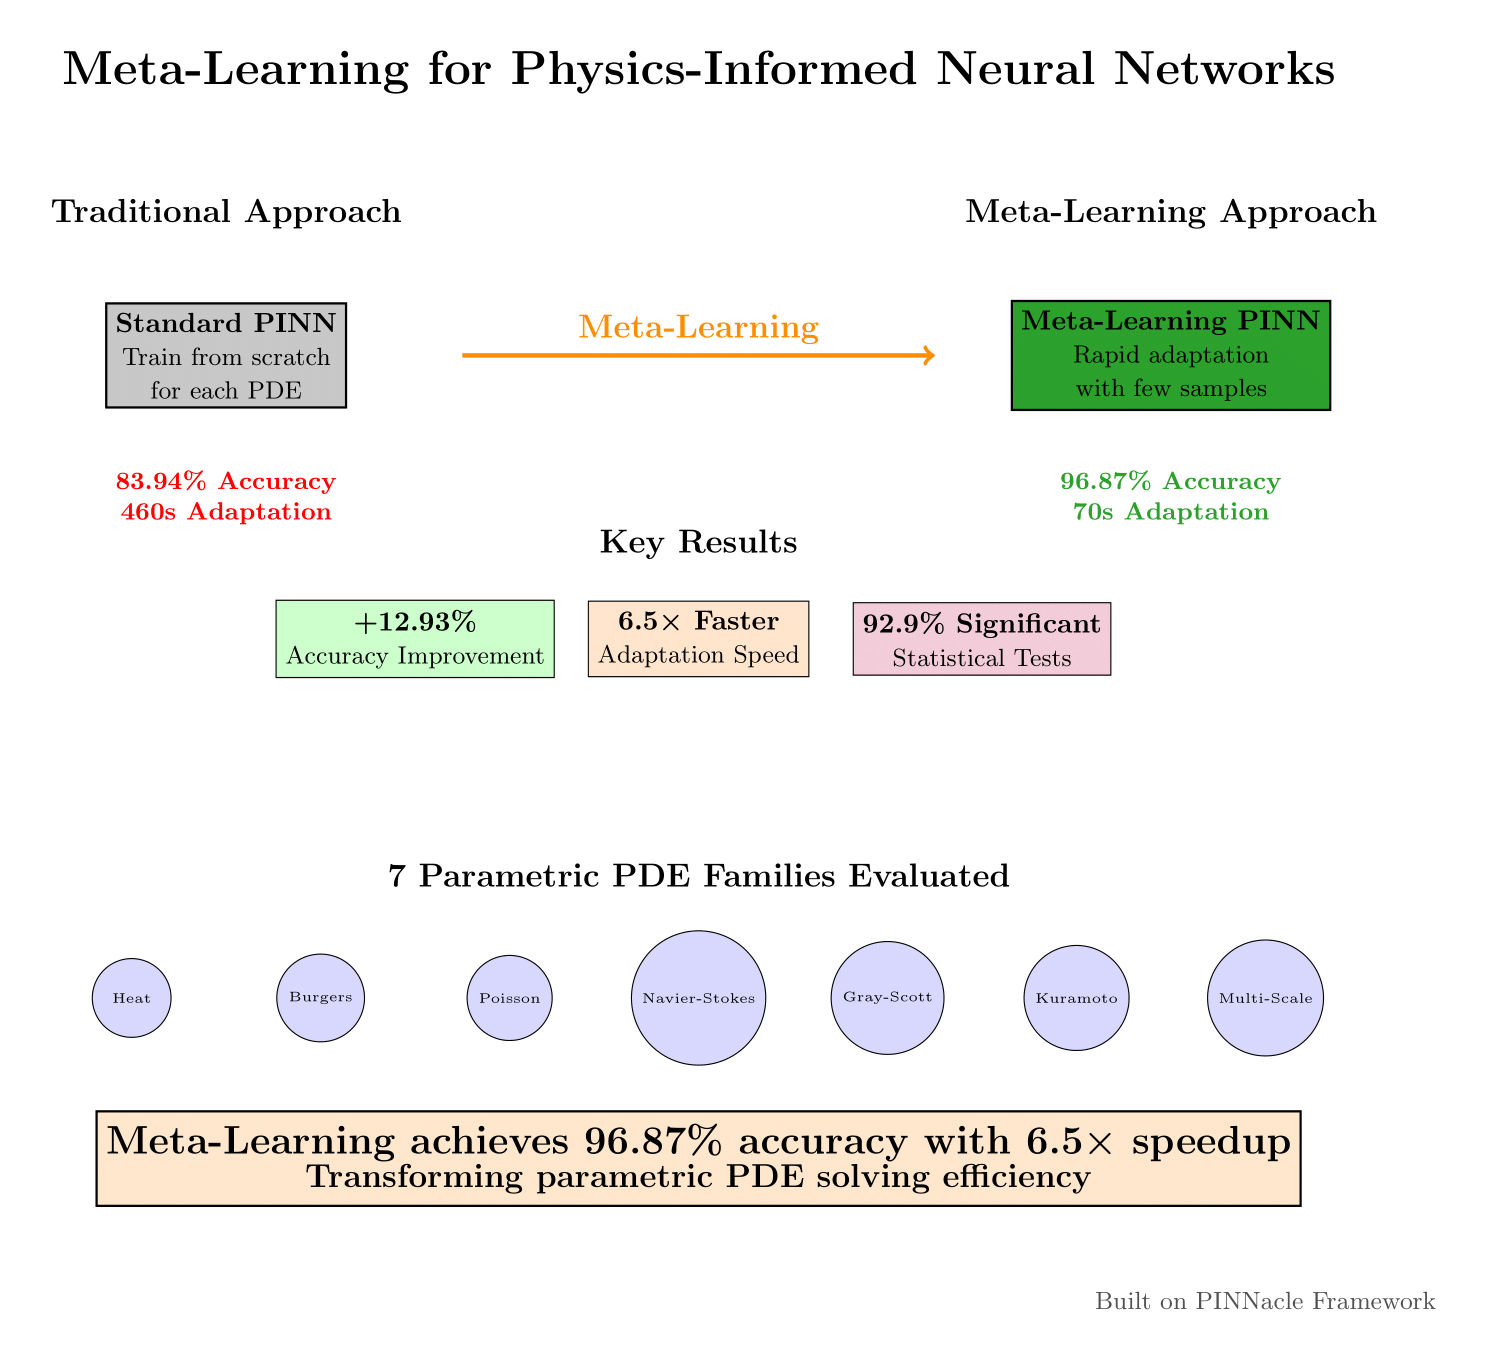 Meta-Learning for Physics-Informed Neural Networks
Traditional Approach
Meta-Learning Approach
Standard PINN
Train from scratch
for each PDE
Meta-Learning
Meta-Learning PINN
Rapid adaptation
with few samples
83.94% Accuracy
460s Adaptation
96.87% Accuracy
70s Adaptation
Key Results
+12.93%
Accuracy Improvement
6.5× Faster
Adaptation Speed
92.9% Significant
Statistical Tests
7 Parametric PDE Families Evaluated
Heat
Burgers
Poisson
Navier-Stokes
Gray-Scott
Kuramoto
Multi-Scale
Meta-Learning achieves 96.87% accuracy with 6.5× speedup
Transforming parametric PDE solving efficiency
Built on PINNacle Framework